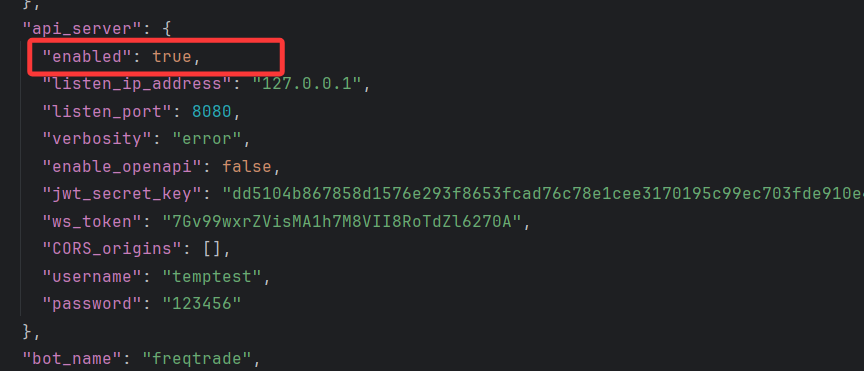 },
"api_server": {
"enabled": true,
"listen_ip_address": "127.0.0.1",
"listen_port": 8080,
"verbosity": "error",
"enable_openapi": false,
"jwt_secret_key": "dd5104b867858d1576e293f8653fcad76c78e1cee3170195c99ec703fde910e
"ws_token": "7Gv99wxrZVisMA1h7M8VII8RoTdZl6270A",
"CORS_origins": [],
"username": "temptest",
"password": "123456"
},
"bot_name": "freqtrade",